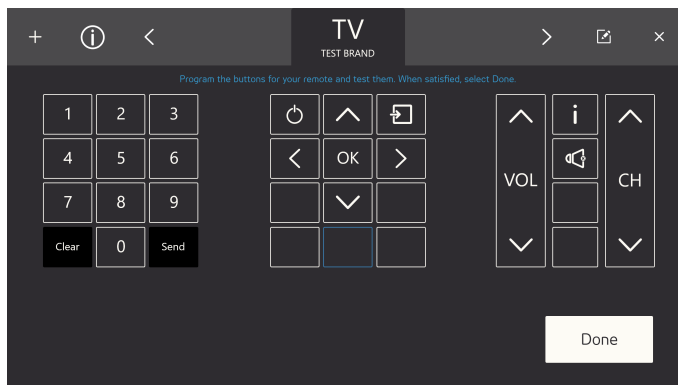 TV
TEST BRAND
Program the buttons for your remote and test them. When satisfied, select Done.
1 2 3
4 5 6
7 8 9
Clear 0 Send
OK
VOL
i
CH
Done